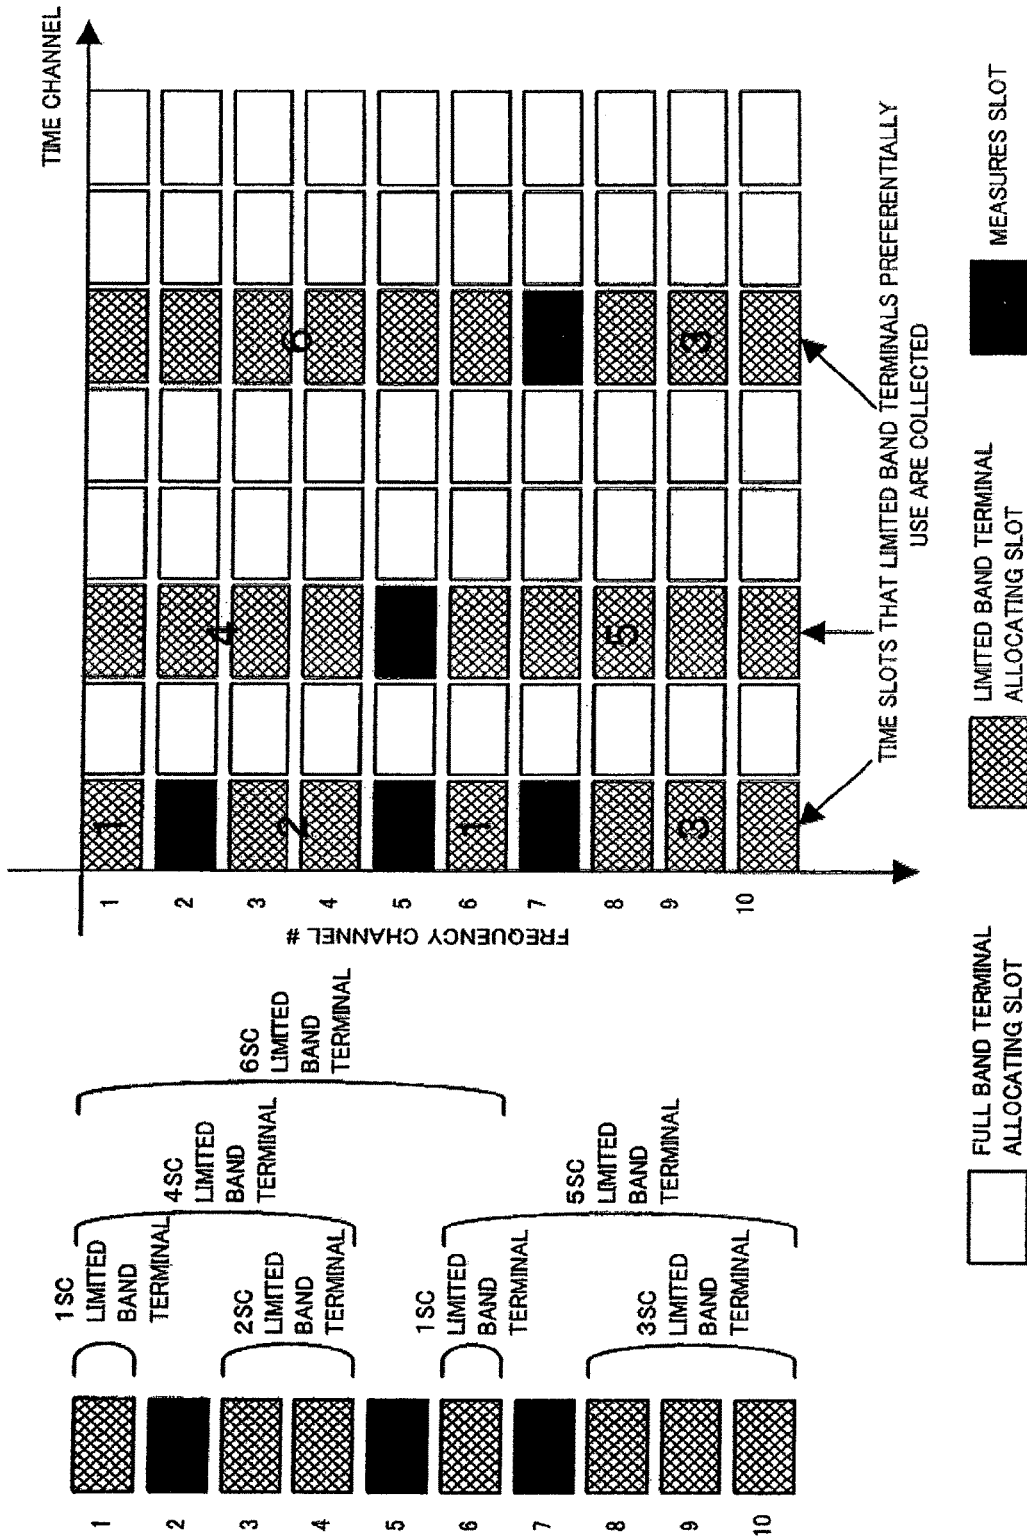 TIME CHANNEL
FREQUENCY CHANNEL #
1
2
3
4
5
6
7
8
9
10
1
2
1
3
4
5
6
3
TIME SLOTS THAT LIMITED BAND TERMINALS PREFERENTIALLY
USE ARE COLLECTED
1SC
LIMITED
BAND
TERMINAL
2SC
LIMITED
BAND
TERMINAL
1SC
LIMITED
BAND
TERMINAL
3SC
LIMITED
BAND
TERMINAL
4SC
LIMITED
BAND
TERMINAL
5SC
LIMITED
BAND
TERMINAL
6SC
LIMITED
BAND
TERMINAL
1
2
3
4
5
6
7
8
9
10
FULL BAND TERMINAL
ALLOCATING SLOT
LIMITED BAND TERMINAL
ALLOCATING SLOT
MEASURES SLOT